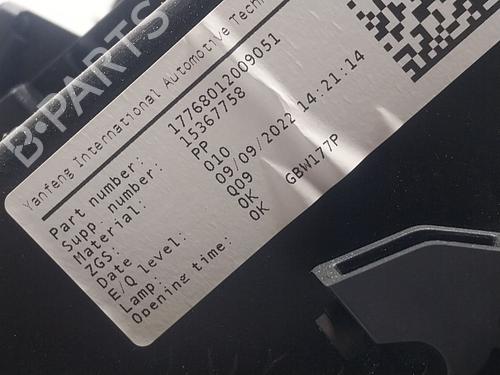 B-PARTS
Yanfeng International Automotive Techn
Part number: 17768012009051
Supp. number: 15367758
Material: PP
ZGS: 010
Date 09/09/2022 14:21:14
E/Q level: Q09
Lamp: OK GBW177P
Opening time: OK